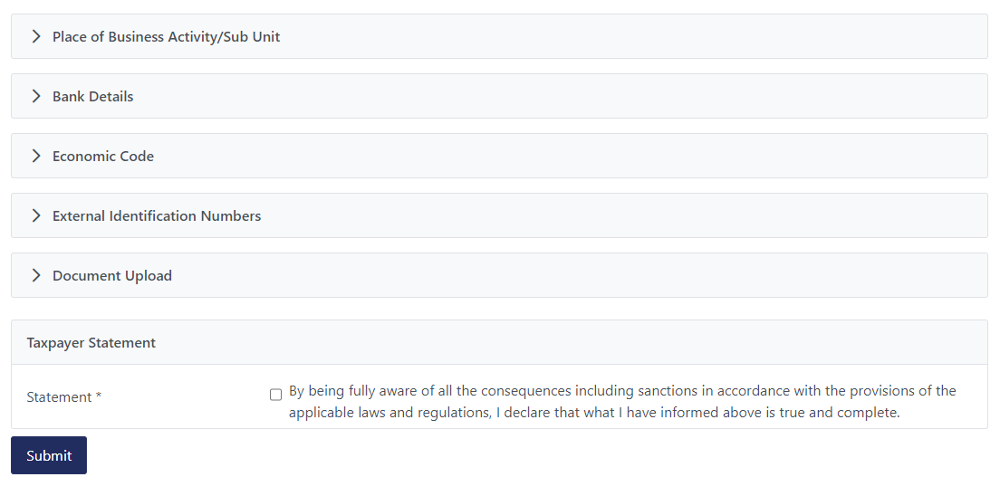 Place of Business Activity/Sub Unit
Bank Details
Economic Code
External Identification Numbers
Document Upload
Taxpayer Statement
Statement *
By being fully aware of all the consequences including sanctions in accordance with the provisions of the
applicable laws and regulations, I declare that what I have informed above is true and complete.
Submit